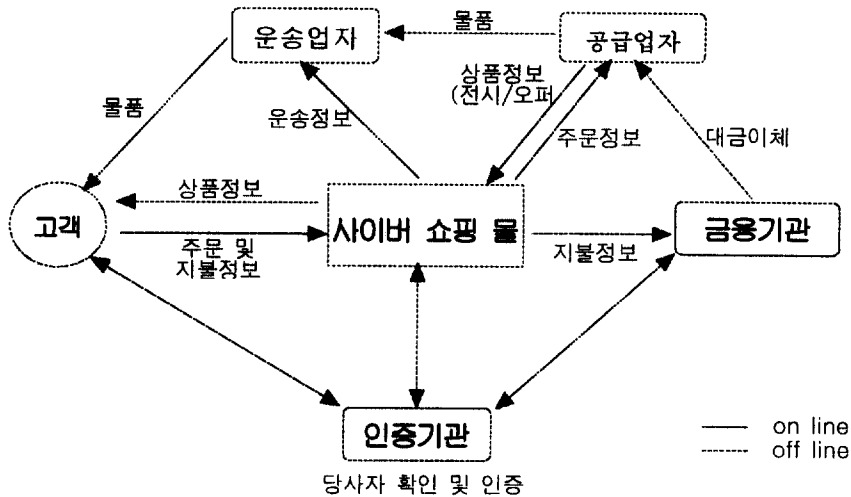 물품
운송업자
공급업자
상품정보
(전시/오퍼
물품
운송정보
주문정보
대금이체
상품정보
고객
사이버 쇼핑 몰
금융기관
주문 및
지불정보
지불정보
인증기관
당사자 확인 및 인증
on line
off line